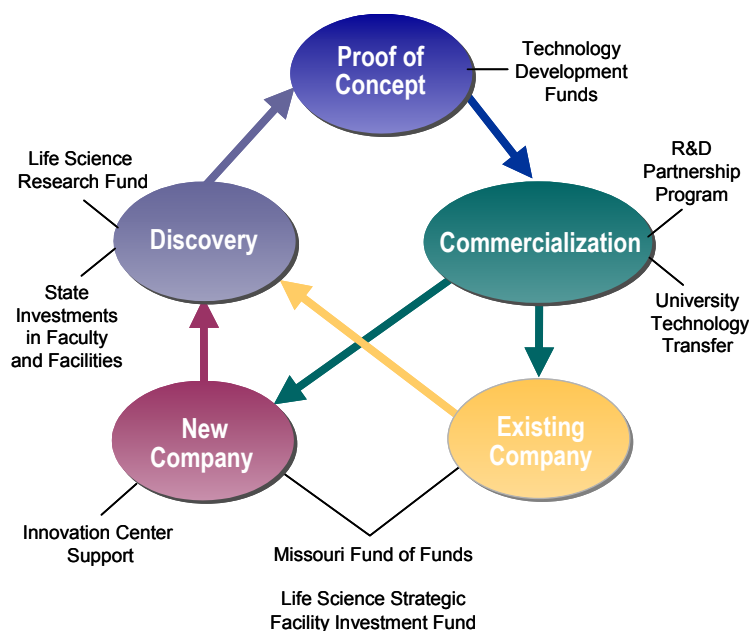 Proof of
Concept
Technology
Development
Funds
Life Science
Research Fund
R&D
Partnership
Program
Discovery
Commercialization
State
Investments
in Faculty
and Facilities
University
Technology
Transfer
New
Company
Existing
Company
Innovation Center
Support
Missouri Fund of Funds
Life Science Strategic
Facility Investment Fund